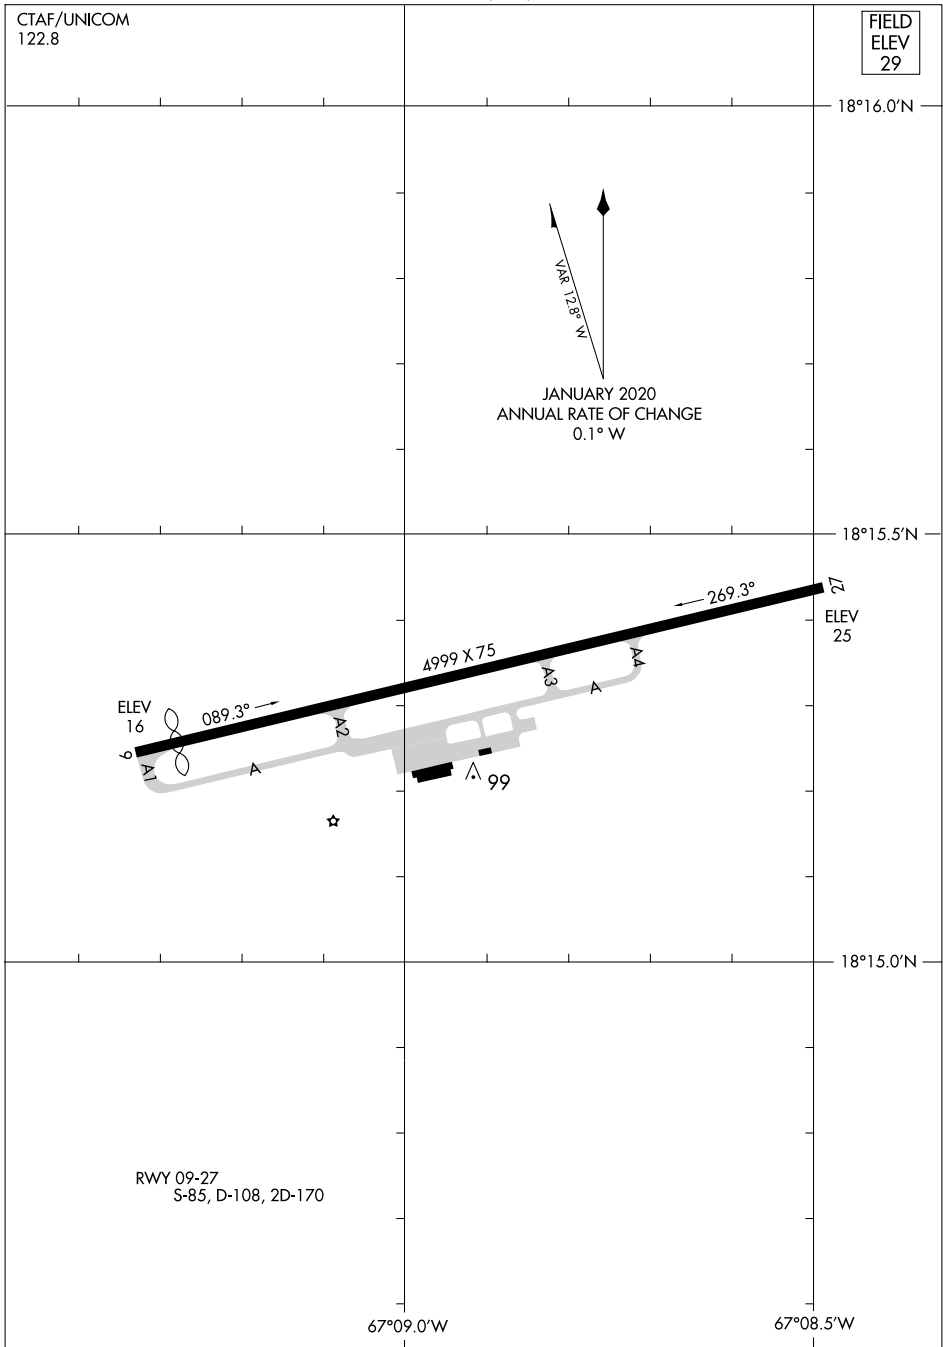 CTAF/UNICOM
122.8
FIELD
ELEV
29
18°16.0'N
VAR 12.8° W
JANUARY 2020
ANNUAL RATE OF CHANGE
0.1° W
18°15.5'N
27
269.3°
ELEV
25
4999 X 75
A4
A3
A
ELEV
16
089.3°
A2
9
A1
A
99
18°15.0'N
RWY 09-27
S-85, D-108, 2D-170
67°09.0'W
67°08.5'W